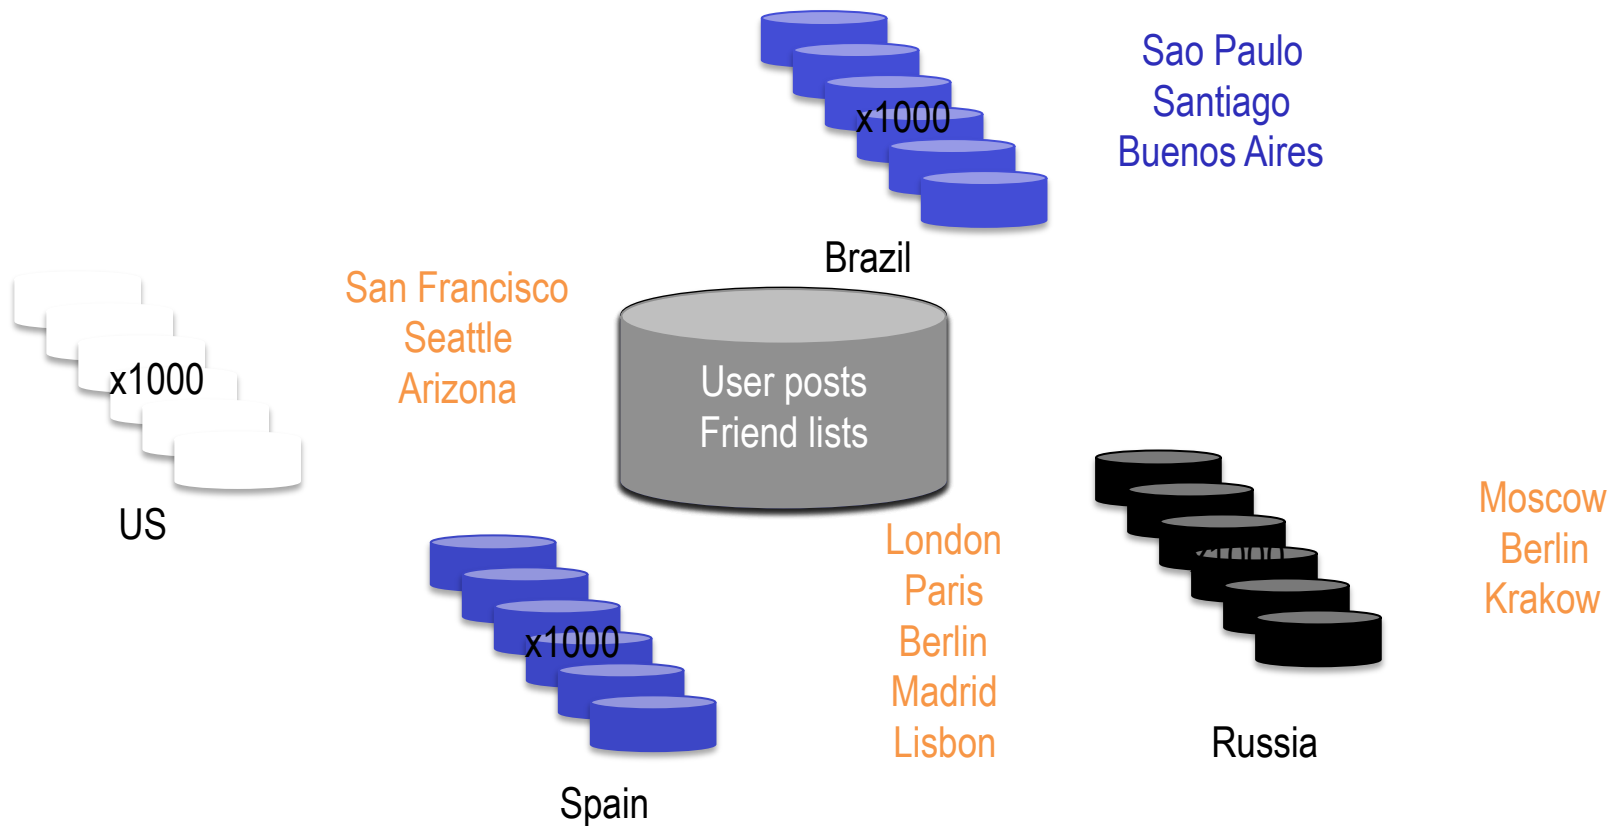 Sao Paulo
Santiago
Buenos Aires
x1000
Brazil
San Francisco
Seattle
Arizona
x1000
US
User posts
Friend lists
London
Paris
Berlin
Madrid
Lisbon
x1000
Spain
Moscow
Berlin
Krakow
Russia